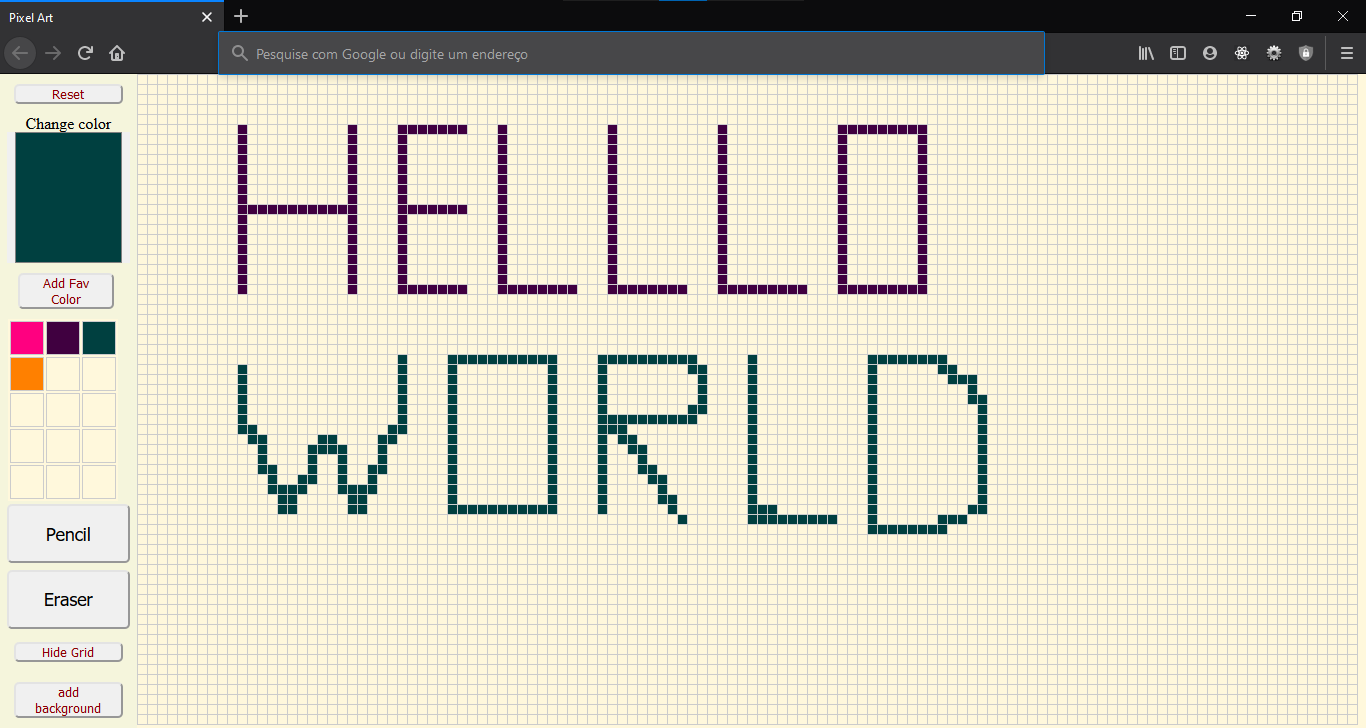 Pixel Art
Pesquise com Google ou digite um endereço
Reset
Change color
Add Fav
Color
Pencil
Eraser
Hide Grid
add
background
HELLLO
WORLD